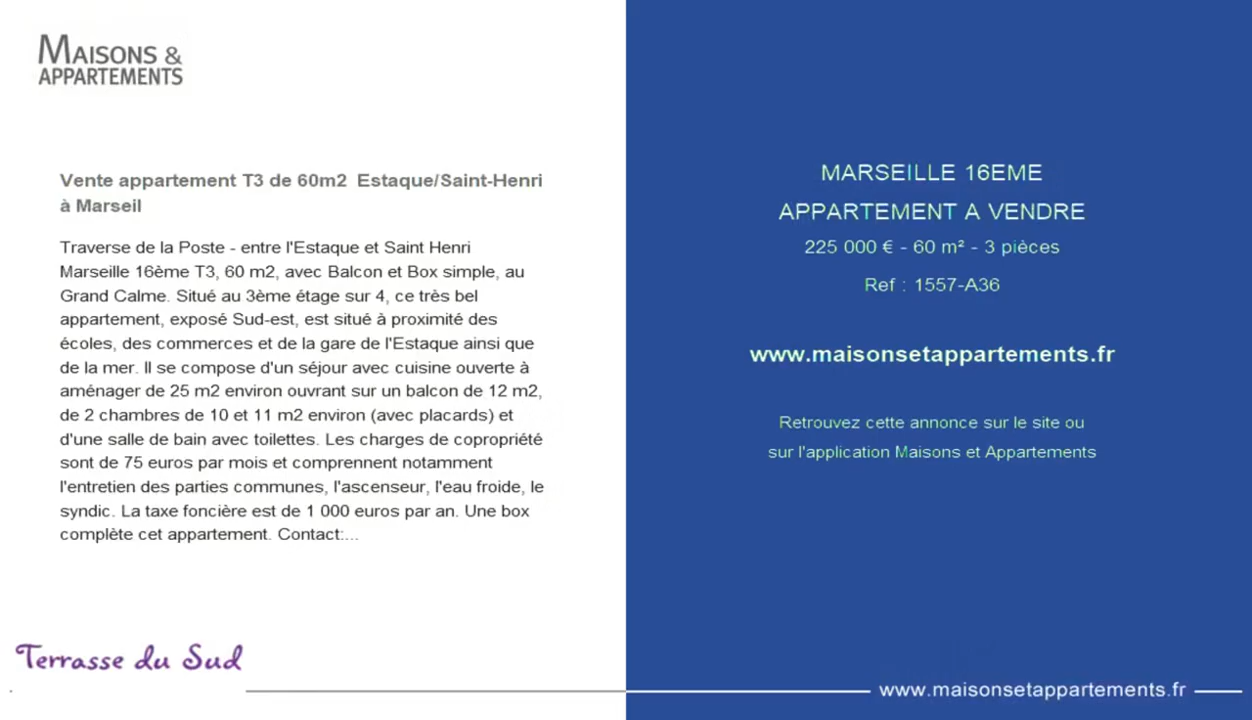 MAISONS &
APPARTEMENTS
Vente appartement T3 de 60m2 Estaque/Saint-Henri
à Marseil
Traverse de la Poste - entre l'Estaque et Saint Henri
Marseille 16ème T3, 60 m2, avec Balcon et Box simple, au
Grand Calme. Situé au 3ème étage sur 4, ce très bel
appartement, exposé Sud-est, est situé à proximité des
écoles, des commerces et de la gare de l'Estaque ainsi que
de la mer. Il se compose d'un séjour avec cuisine ouverte à
aménager de 25 m2 environ ouvrant sur un balcon de 12 m2,
de 2 chambres de 10 et 11 m2 environ (avec placards) et
d'une salle de bain avec toilettes. Les charges de copropriété
sont de 75 euros par mois et comprennent notamment
l'entretien des parties communes, l'ascenseur, l'eau froide, le
syndic. La taxe foncière est de 1 000 euros par an. Une box
complète cet appartement. Contact:...
Terrasse du Sud
MARSEILLE 16EME
APPARTEMENT A VENDRE
225 000 € - 60 m² - 3 pièces
Ref : 1557-A36
www.maisonsetappartements.fr
Retrouvez cette annonce sur le site ou
sur l'application Maisons et Appartements
www.maisonsetappartements.fr